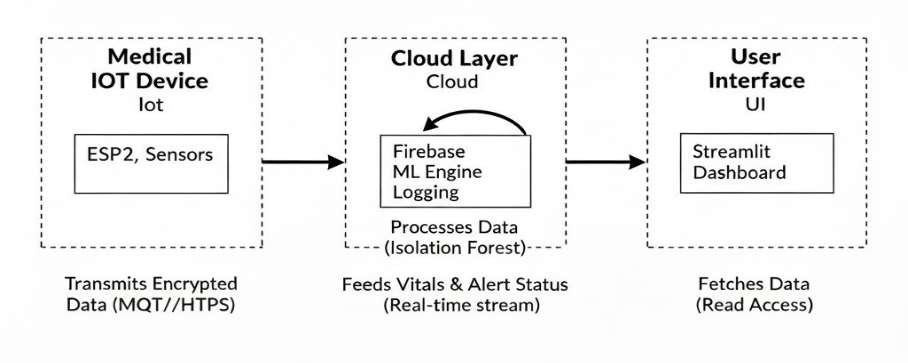 Medical
IOT Device
Iot
ESP2, Sensors
Transmits Encrypted
Data (MQT//HTPS)
Cloud Layer
Cloud
Firebase
ML Engine
Logging
Processes Data
(Isolation Forest)
Feeds Vitals & Alert Status
(Real-time stream)
User
Interface
UI
Streamlit
Dashboard
Fetches Data
(Read Access)